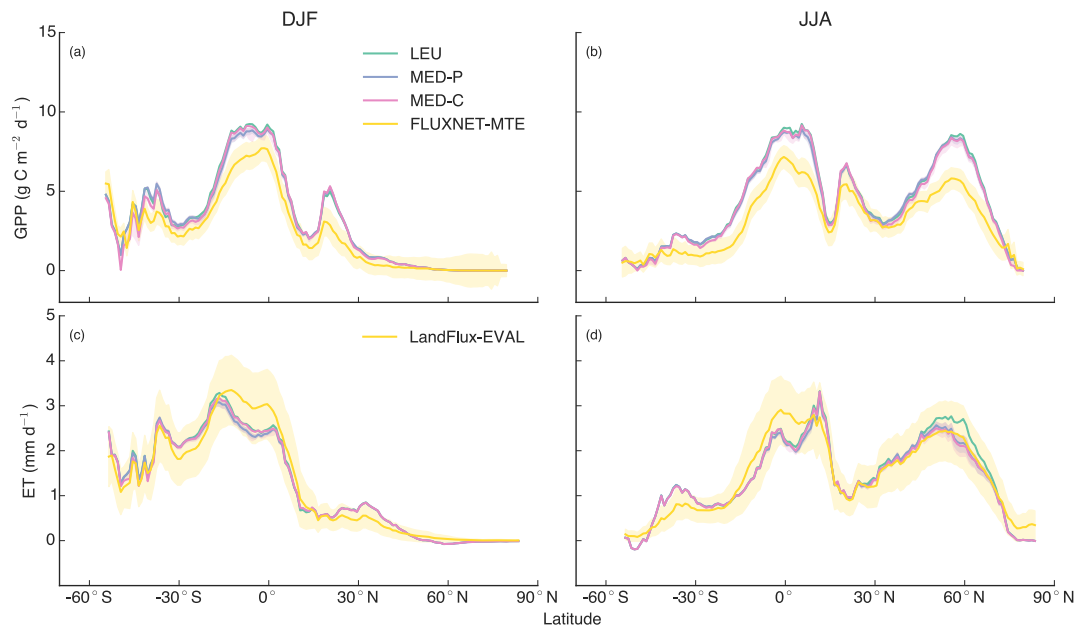 DJF
JJA
(a)
LEU
MED-P
MED-C
FLUXNET-MTE
(b)
15
10
5
0
GPP (g C m⁻² d⁻¹)
(c)
LandFlux-EVAL
(d)
5
4
3
2
1
0
ET (mm d⁻¹)
-60° S -30° S 0° 30° N 60° N 90° N
-60° S -30° S 0° 30° N 60° N 90° N
Latitude